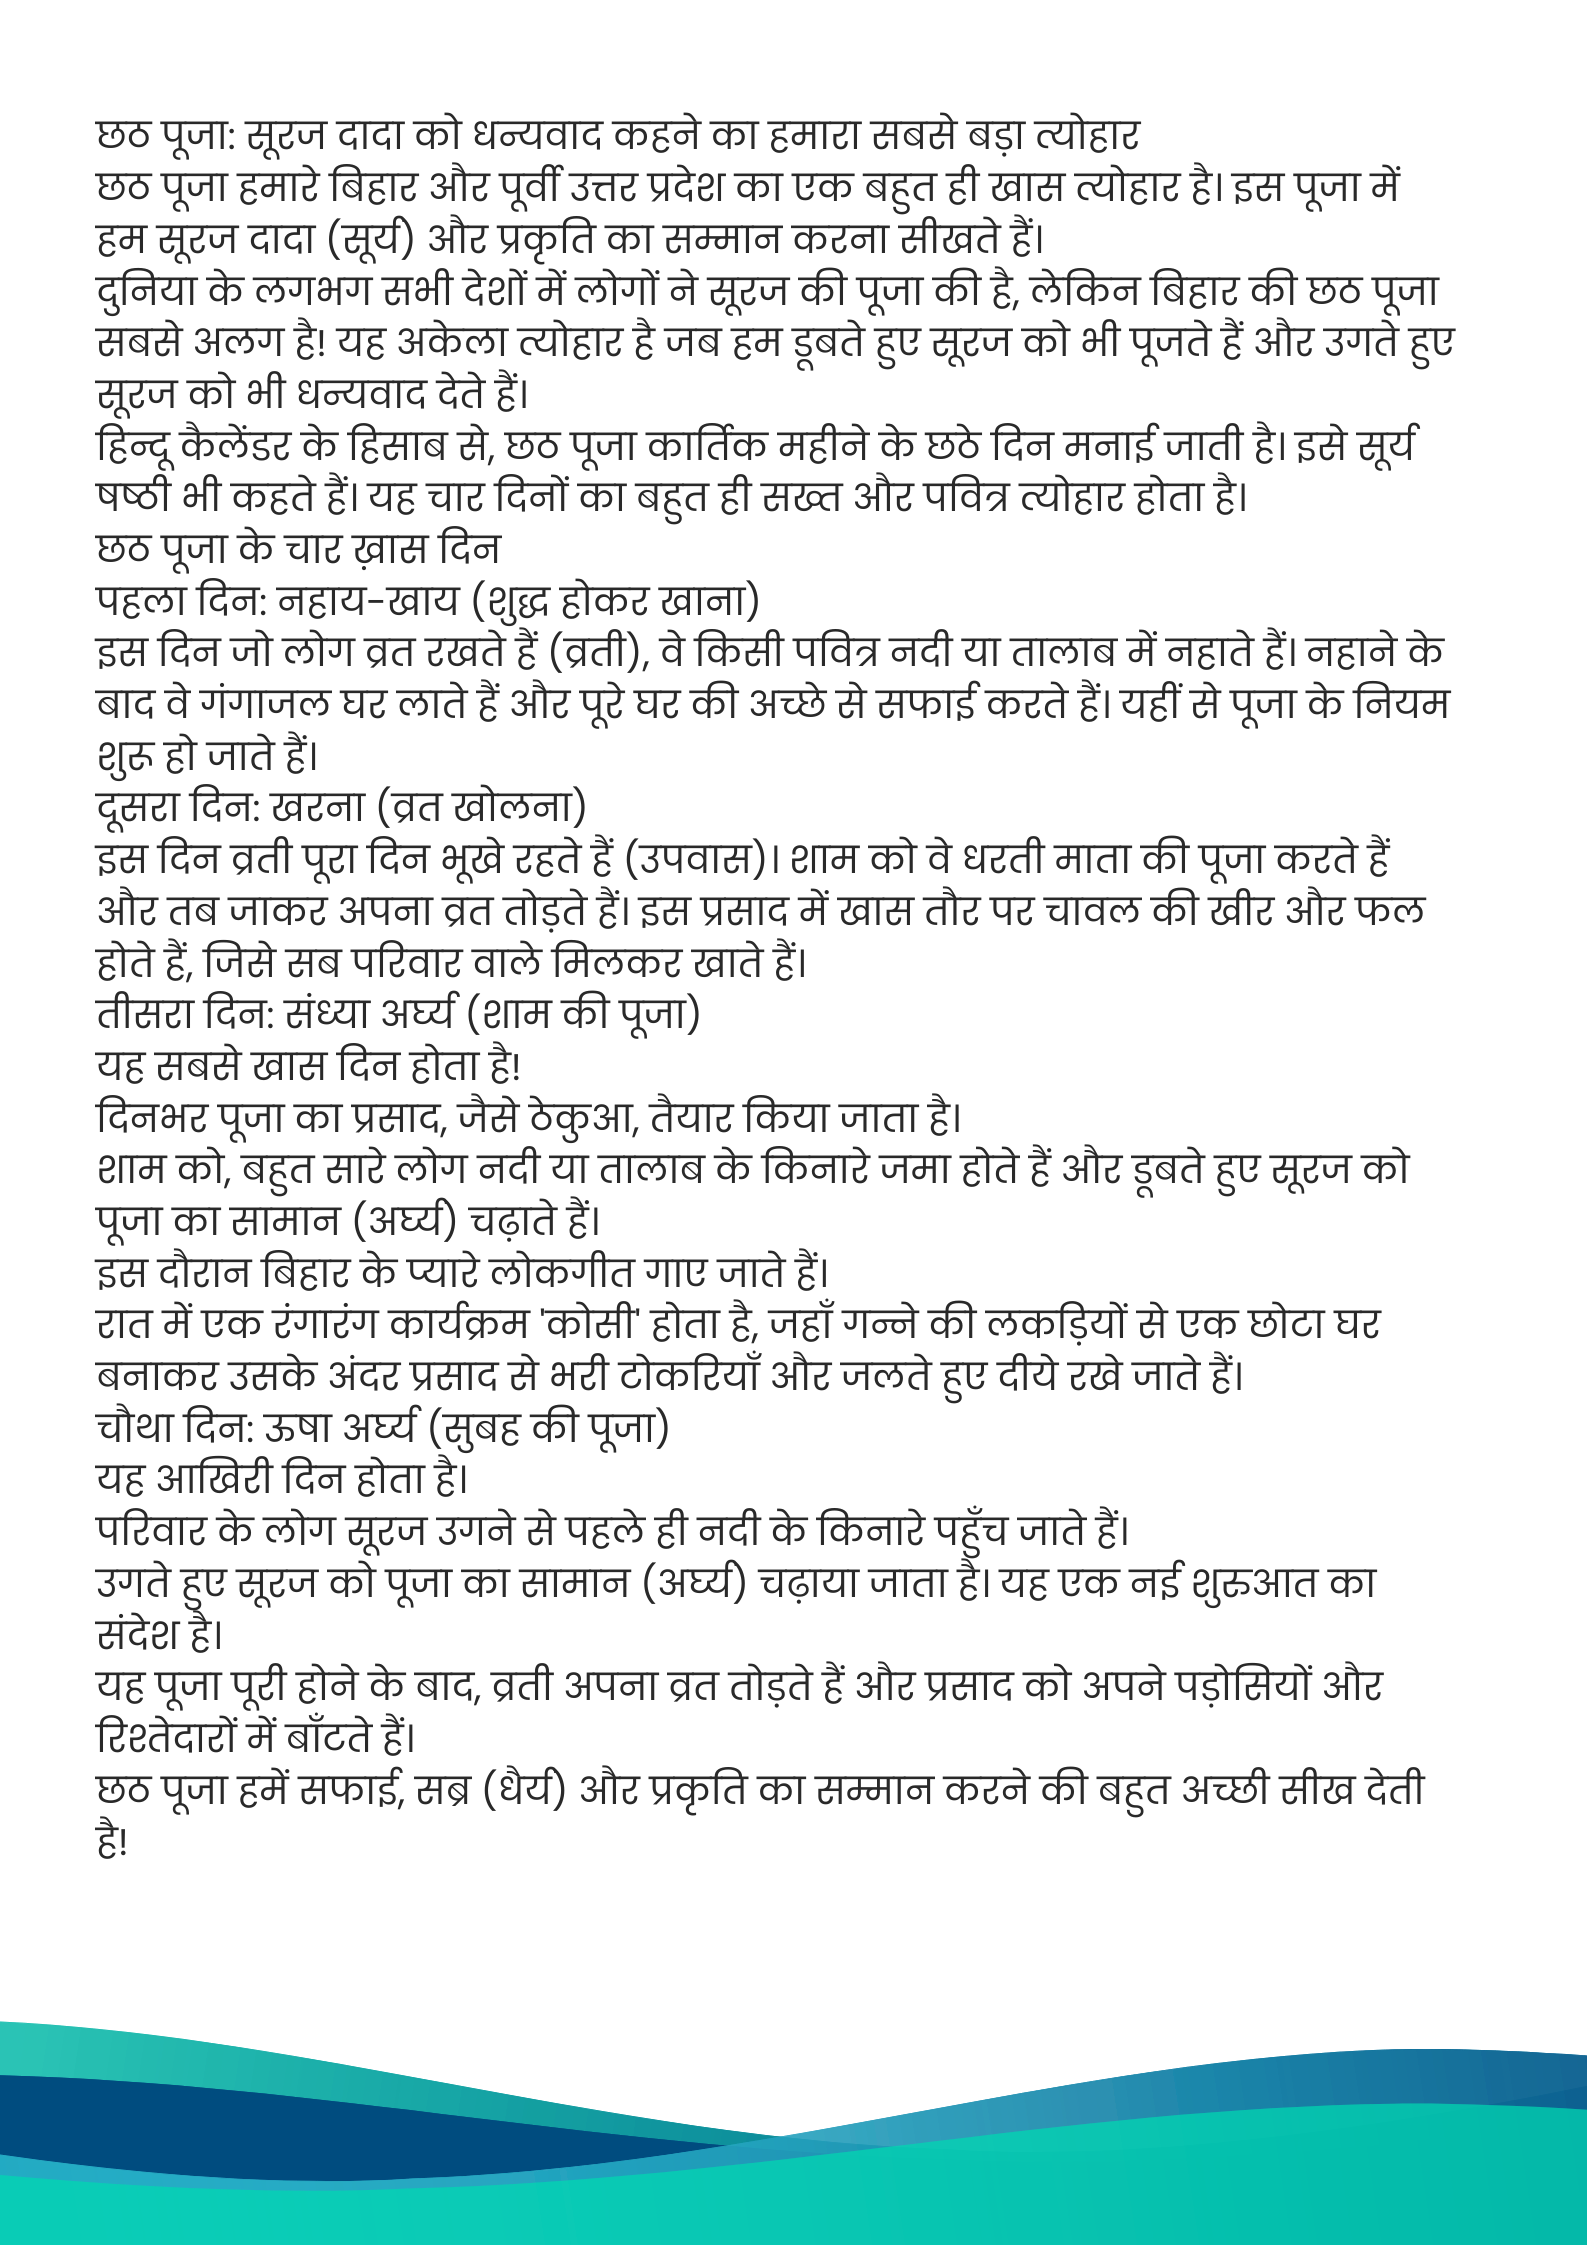 छठ पूजा: सूरज दादा को धन्यवाद कहने का हमारा सबसे बड़ा त्योहार
छठ पूजा हमारे बिहार और पूर्वी उत्तर प्रदेश का एक बहुत ही खास त्योहार है। इस पूजा में
हम सूरज दादा (सूर्य) और प्रकृति का सम्मान करना सीखते हैं।
दुनिया के लगभग सभी देशों में लोगों ने सूरज की पूजा की है, लेकिन बिहार की छठ पूजा
सबसे अलग है! यह अकेला त्योहार है जब हम डूबते हुए सूरज को भी पूजते हैं और उगते हुए
सूरज को भी धन्यवाद देते हैं।
हिन्दू कैलेंडर के हिसाब से, छठ पूजा कार्तिक महीने के छठे दिन मनाई जाती है। इसे सूर्य
षष्ठी भी कहते हैं। यह चार दिनों का बहुत ही सख्त और पवित्र त्योहार होता है।
छठ पूजा के चार ख़ास दिन
पहला दिन: नहाय-खाय (शुद्ध होकर खाना)
इस दिन जो लोग व्रत रखते हैं (व्रती), वे किसी पवित्र नदी या तालाब में नहाते हैं। नहाने के
बाद वे गंगाजल घर लाते हैं और पूरे घर की अच्छे से सफाई करते हैं। यहीं से पूजा के नियम
शुरू हो जाते हैं।
दूसरा दिन: खरना (व्रत खोलना)
इस दिन व्रती पूरा दिन भूखे रहते हैं (उपवास)। शाम को वे धरती माता की पूजा करते हैं
और तब जाकर अपना व्रत तोड़ते हैं। इस प्रसाद में खास तौर पर चावल की खीर और फल
होते हैं, जिसे सब परिवार वाले मिलकर खाते हैं।
तीसरा दिन: संध्या अर्घ्य (शाम की पूजा)
यह सबसे खास दिन होता है!
दिनभर पूजा का प्रसाद, जैसे ठेकुआ, तैयार किया जाता है।
शाम को, बहुत सारे लोग नदी या तालाब के किनारे जमा होते हैं और डूबते हुए सूरज को
पूजा का सामान (अर्घ्य) चढ़ाते हैं।
इस दौरान बिहार के प्यारे लोकगीत गाए जाते हैं।
रात में एक रंगारंग कार्यक्रम 'कोसी' होता है, जहाँ गन्ने की लकड़ियों से एक छोटा घर
बनाकर उसके अंदर प्रसाद से भरी टोकरियाँ और जलते हुए दीये रखे जाते हैं।
चौथा दिन: ऊषा अर्घ्य (सुबह की पूजा)
यह आखिरी दिन होता है।
परिवार के लोग सूरज उगने से पहले ही नदी के किनारे पहुँच जाते हैं।
उगते हुए सूरज को पूजा का सामान (अर्घ्य) चढ़ाया जाता है। यह एक नई शुरुआत का
संदेश है।
यह पूजा पूरी होने के बाद, व्रती अपना व्रत तोड़ते हैं और प्रसाद को अपने पड़ोसियों और
रिश्तेदारों में बाँटते हैं।
छठ पूजा हमें सफाई, सब्र (धैर्य) और प्रकृति का सम्मान करने की बहुत अच्छी सीख देती
है!